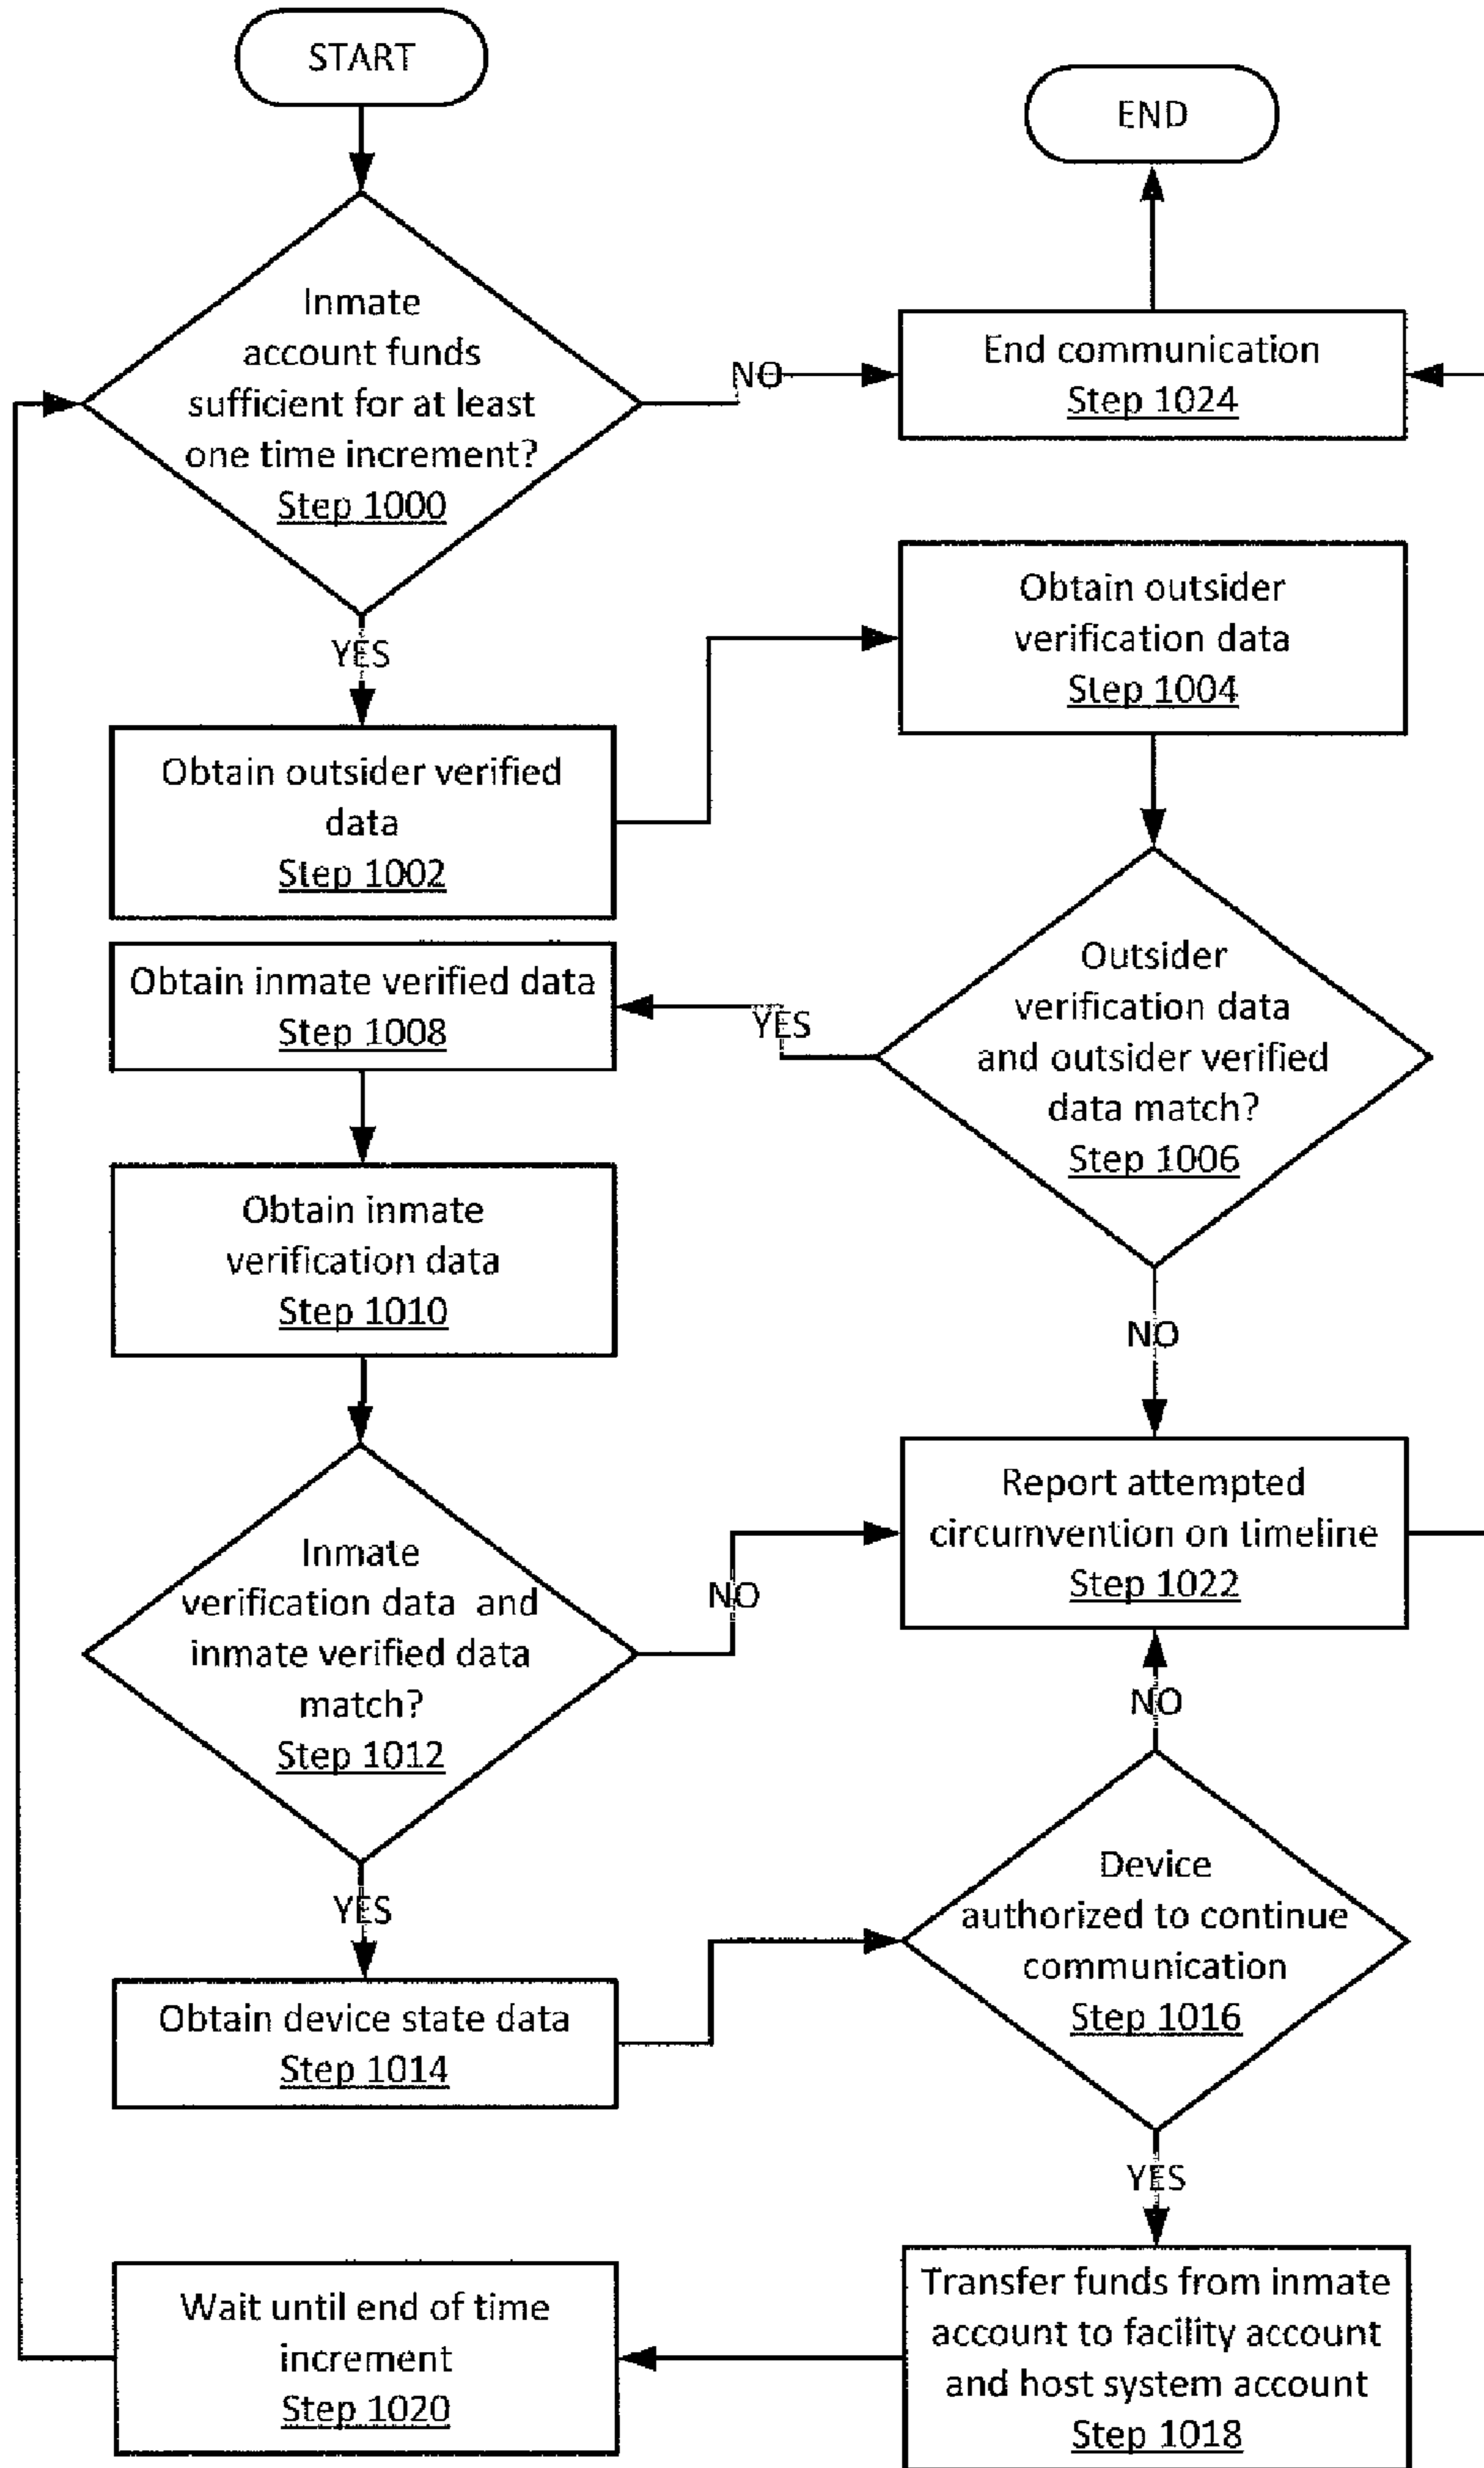 START
END
Inmate
account funds
sufficient for at least
one time increment?
Step 1000
NO
End communication
Step 1024
YES
Obtain outsider verified
data
Step 1002
Obtain outsider
verification data
Step 1004
Outsider
verification data
and outsider verified
data match?
Step 1006
YES
Obtain inmate verified data
Step 1008
Obtain inmate
verification data
Step 1010
NO
Inmate
verification data and
inmate verified data
match?
Step 1012
NO
Report attempted
circumvention on timeline
Step 1022
YES
Obtain device state data
Step 1014
NO
Device
authorized to continue
communication
Step 1016
YES
Transfer funds from inmate
account to facility account
and host system account
Step 1018
Wait until end of time
increment
Step 1020